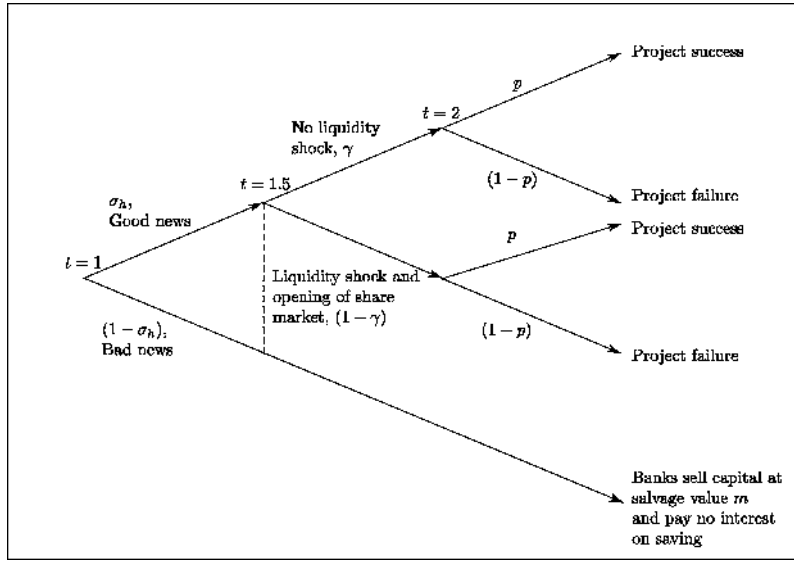 Project success
p
t = 2
No liquidity
shock, γ
(1 − p)
t = 1.5
Project failure
σₕ,
Good news
Project success
p
t = 1
Liquidity shock and
opening of share
market, (1 − γ)
(1 − σₕ),
Bad news
(1 − p)
Project failure
Banks sell capital at
salvage value m
and pay no interest
on saving